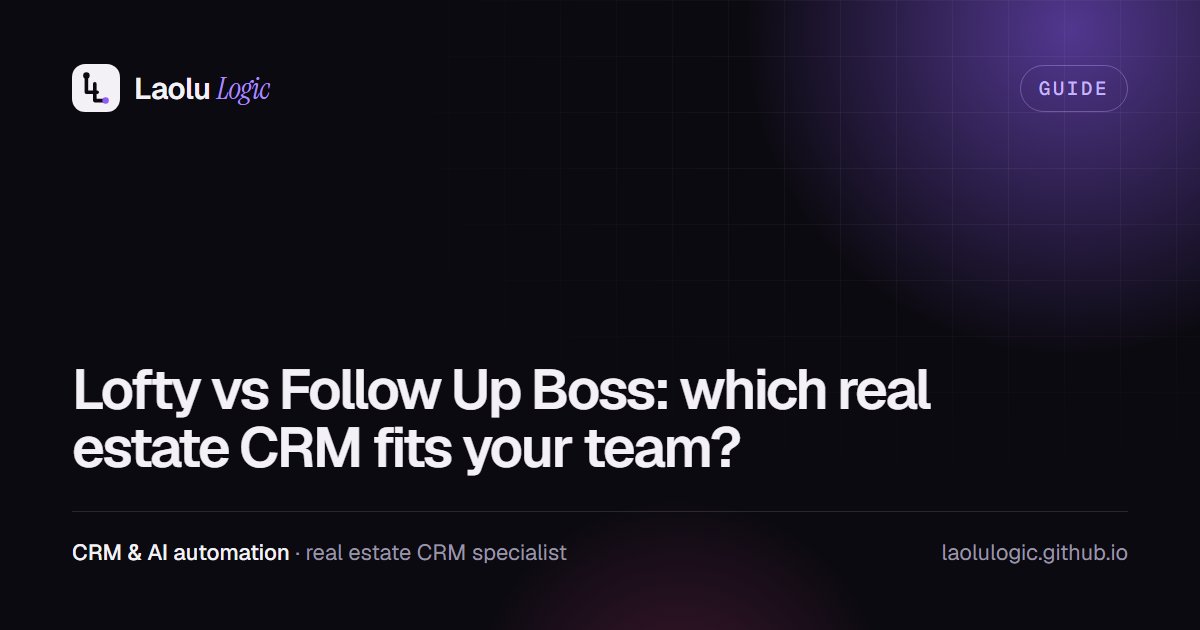 Laolu Logic
GUIDE
Lofty vs Follow Up Boss: which real
estate CRM fits your team?
CRM & AI automation · real estate CRM specialist
laolulogic.github.io